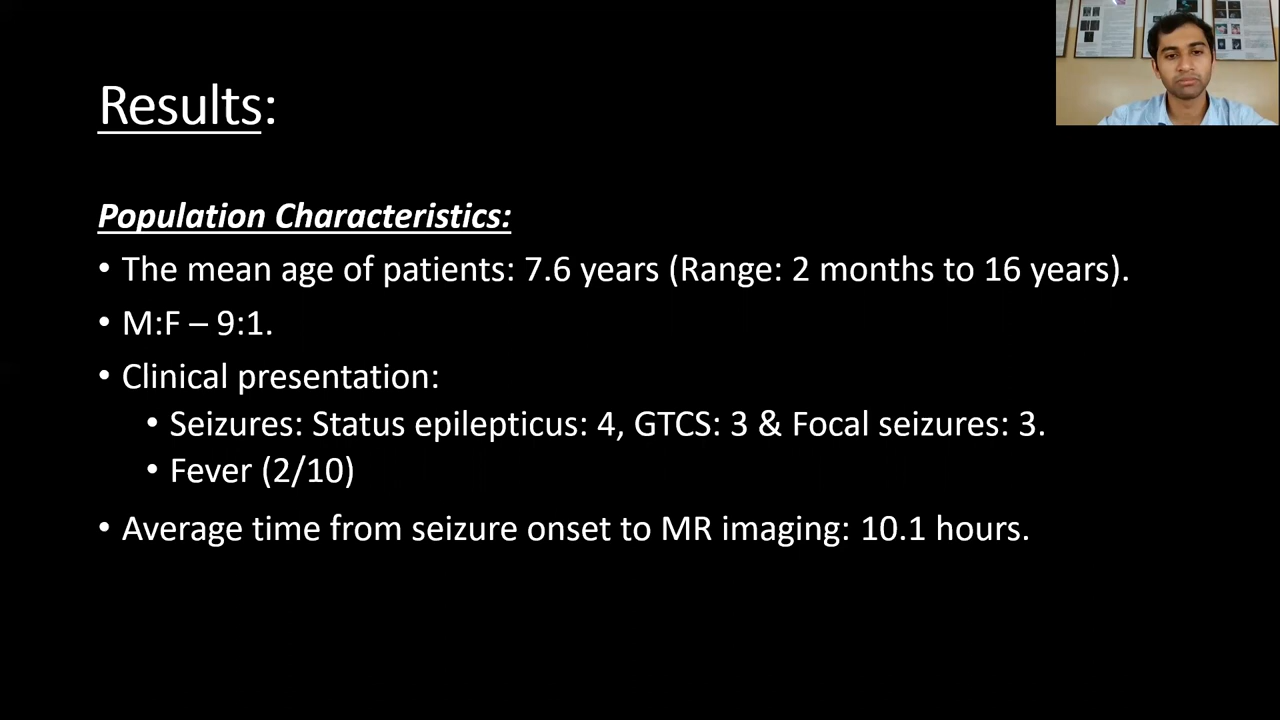 Results:
Population Characteristics:
• The mean age of patients: 7.6 years (Range: 2 months to 16 years).
• M:F – 9:1.
• Clinical presentation:
• Seizures: Status epilepticus: 4, GTCS: 3 & Focal seizures: 3.
• Fever (2/10)
• Average time from seizure onset to MR imaging: 10.1 hours.